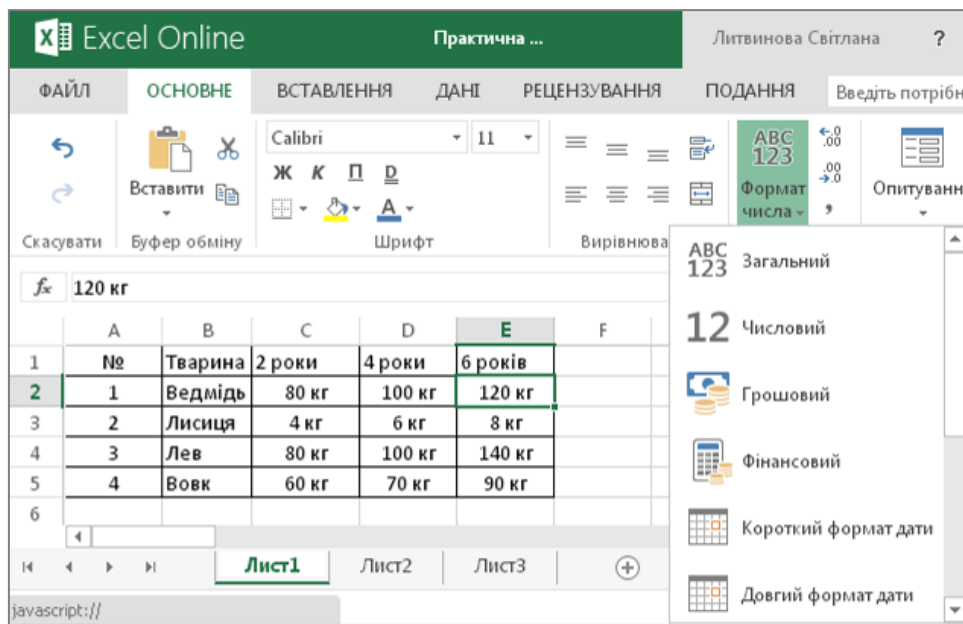 Excel Online Практична ... Литвинова Світлана ?
ФАЙЛ ОСНОВНЕ ВСТАВЛЕННЯ ДАНІ РЕЦЕНЗУВАННЯ ПОДАННЯ Введіть потрібн
Calibri 11
Вставити
Ж К П D
А
ABC
123
Формат
числа
←.0
.00
.00
→.0
,
Опитуванн
Скасувати Буфер обміну Шрифт Вирівнюва
fx 120 кг
A B C D E F
1 № Тварина 2 роки 4 роки 6 років
2 1 Ведмідь 80 кг 100 кг 120 кг
3 2 Лисиця 4 кг 6 кг 8 кг
4 3 Лев 80 кг 100 кг 140 кг
5 4 Вовк 60 кг 70 кг 90 кг
6
ABC
123 Загальний
12 Числовий
Грошовий
Фінансовий
Короткий формат дати
Довгий формат дати
Лист1 Лист2 Лист3
javascript://